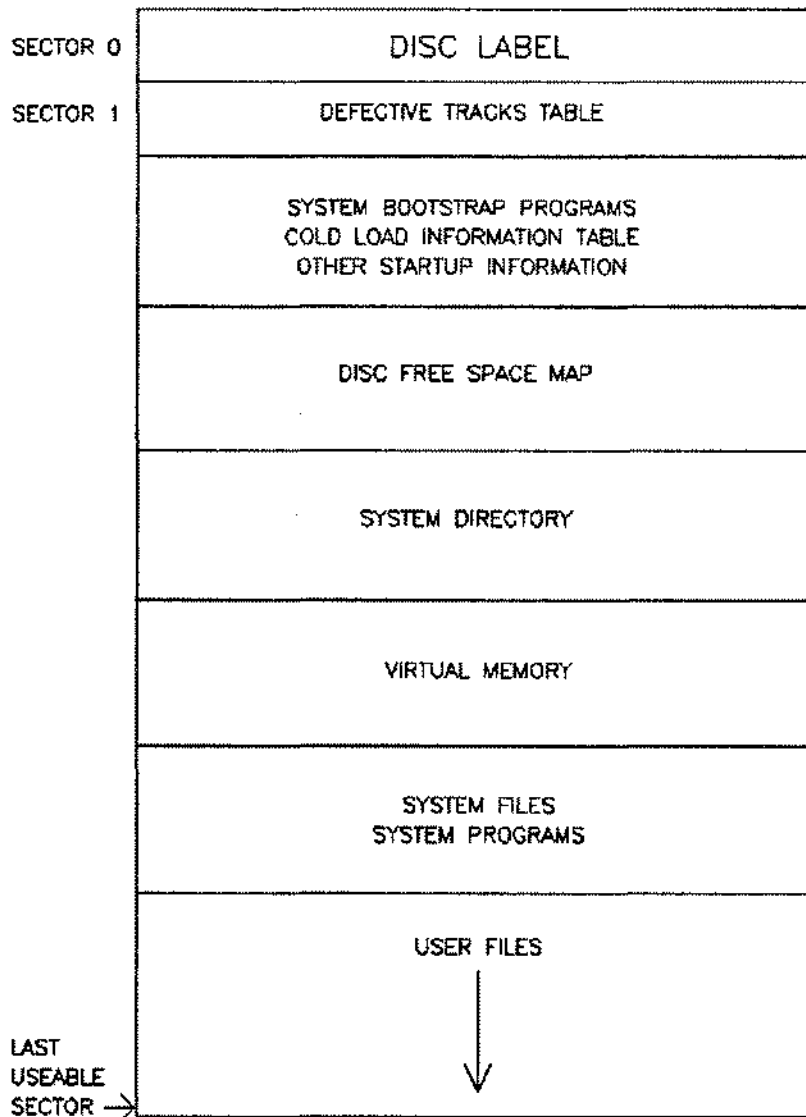 SECTOR 0
DISC LABEL
SECTOR 1
DEFECTIVE TRACKS TABLE
SYSTEM BOOTSTRAP PROGRAMS
COLD LOAD INFORMATION TABLE
OTHER STARTUP INFORMATION
DISC FREE SPACE MAP
SYSTEM DIRECTORY
VIRTUAL MEMORY
SYSTEM FILES
SYSTEM PROGRAMS
USER FILES
LAST
USEABLE
SECTOR